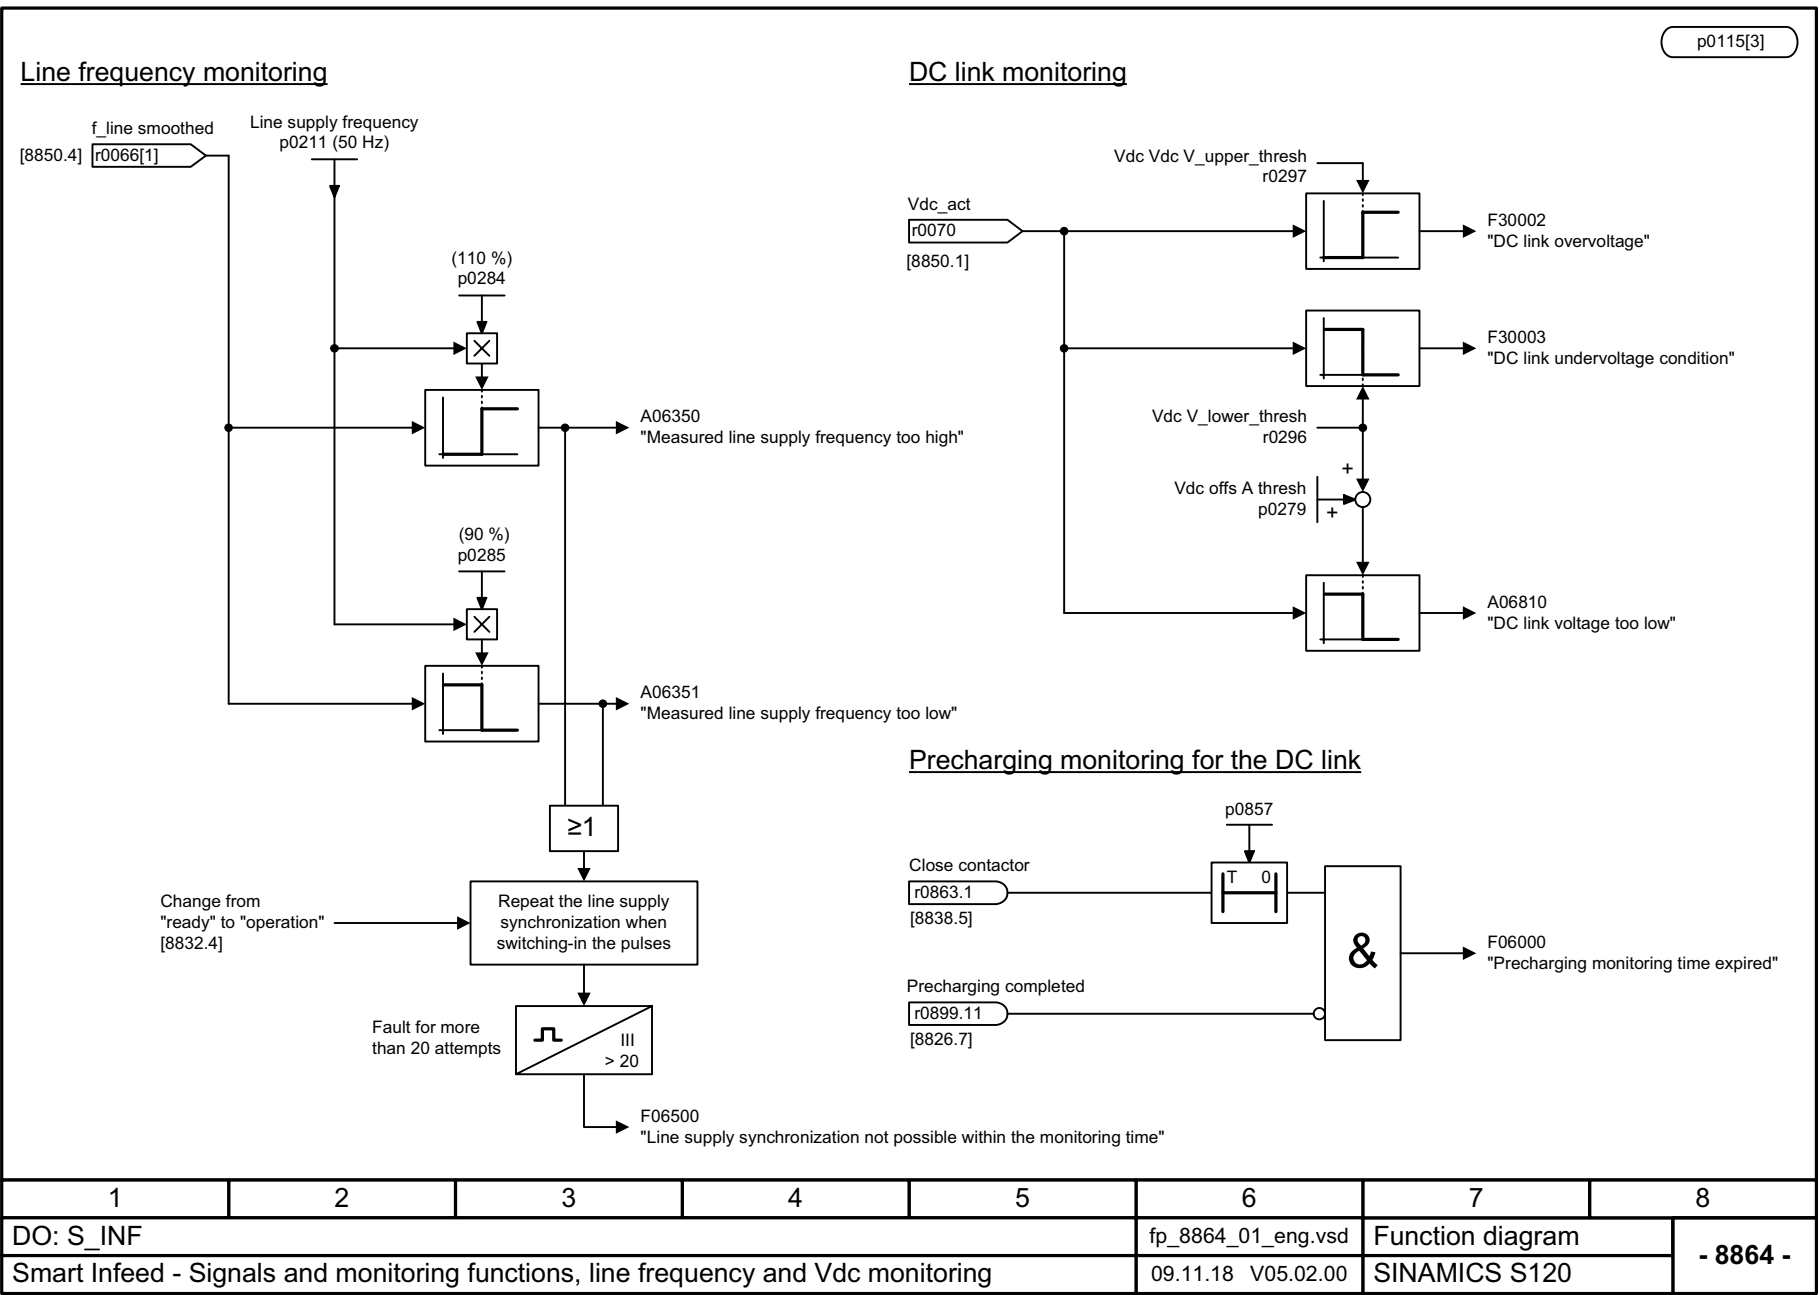 p0115[3]
Line frequency monitoring
f_line smoothed
[8850.4]
r0066[1]
Line supply frequency
p0211 (50 Hz)
(110 %)
p0284
A06350
"Measured line supply frequency too high"
(90 %)
p0285
A06351
"Measured line supply frequency too low"
≥1
Change from
"ready" to "operation"
[8832.4]
Repeat the line supply
synchronization when
switching-in the pulses
Fault for more
than 20 attempts
III
> 20
F06500
"Line supply synchronization not possible within the monitoring time"
DC link monitoring
Vdc Vdc V_upper_thresh
r0297
Vdc_act
r0070
[8850.1]
F30002
"DC link overvoltage"
F30003
"DC link undervoltage condition"
Vdc V_lower_thresh
r0296
+
Vdc offs A thresh
p0279
+
A06810
"DC link voltage too low"
Precharging monitoring for the DC link
p0857
Close contactor
r0863.1
[8838.5]
T 0
&
F06000
"Precharging monitoring time expired"
Precharging completed
r0899.11
[8826.7]
1 2 3 4 5 6 7 8
DO: S_INF
fp_8864_01_eng.vsd
Function diagram
- 8864 -
Smart Infeed - Signals and monitoring functions, line frequency and Vdc monitoring
09.11.18 V05.02.00
SINAMICS S120